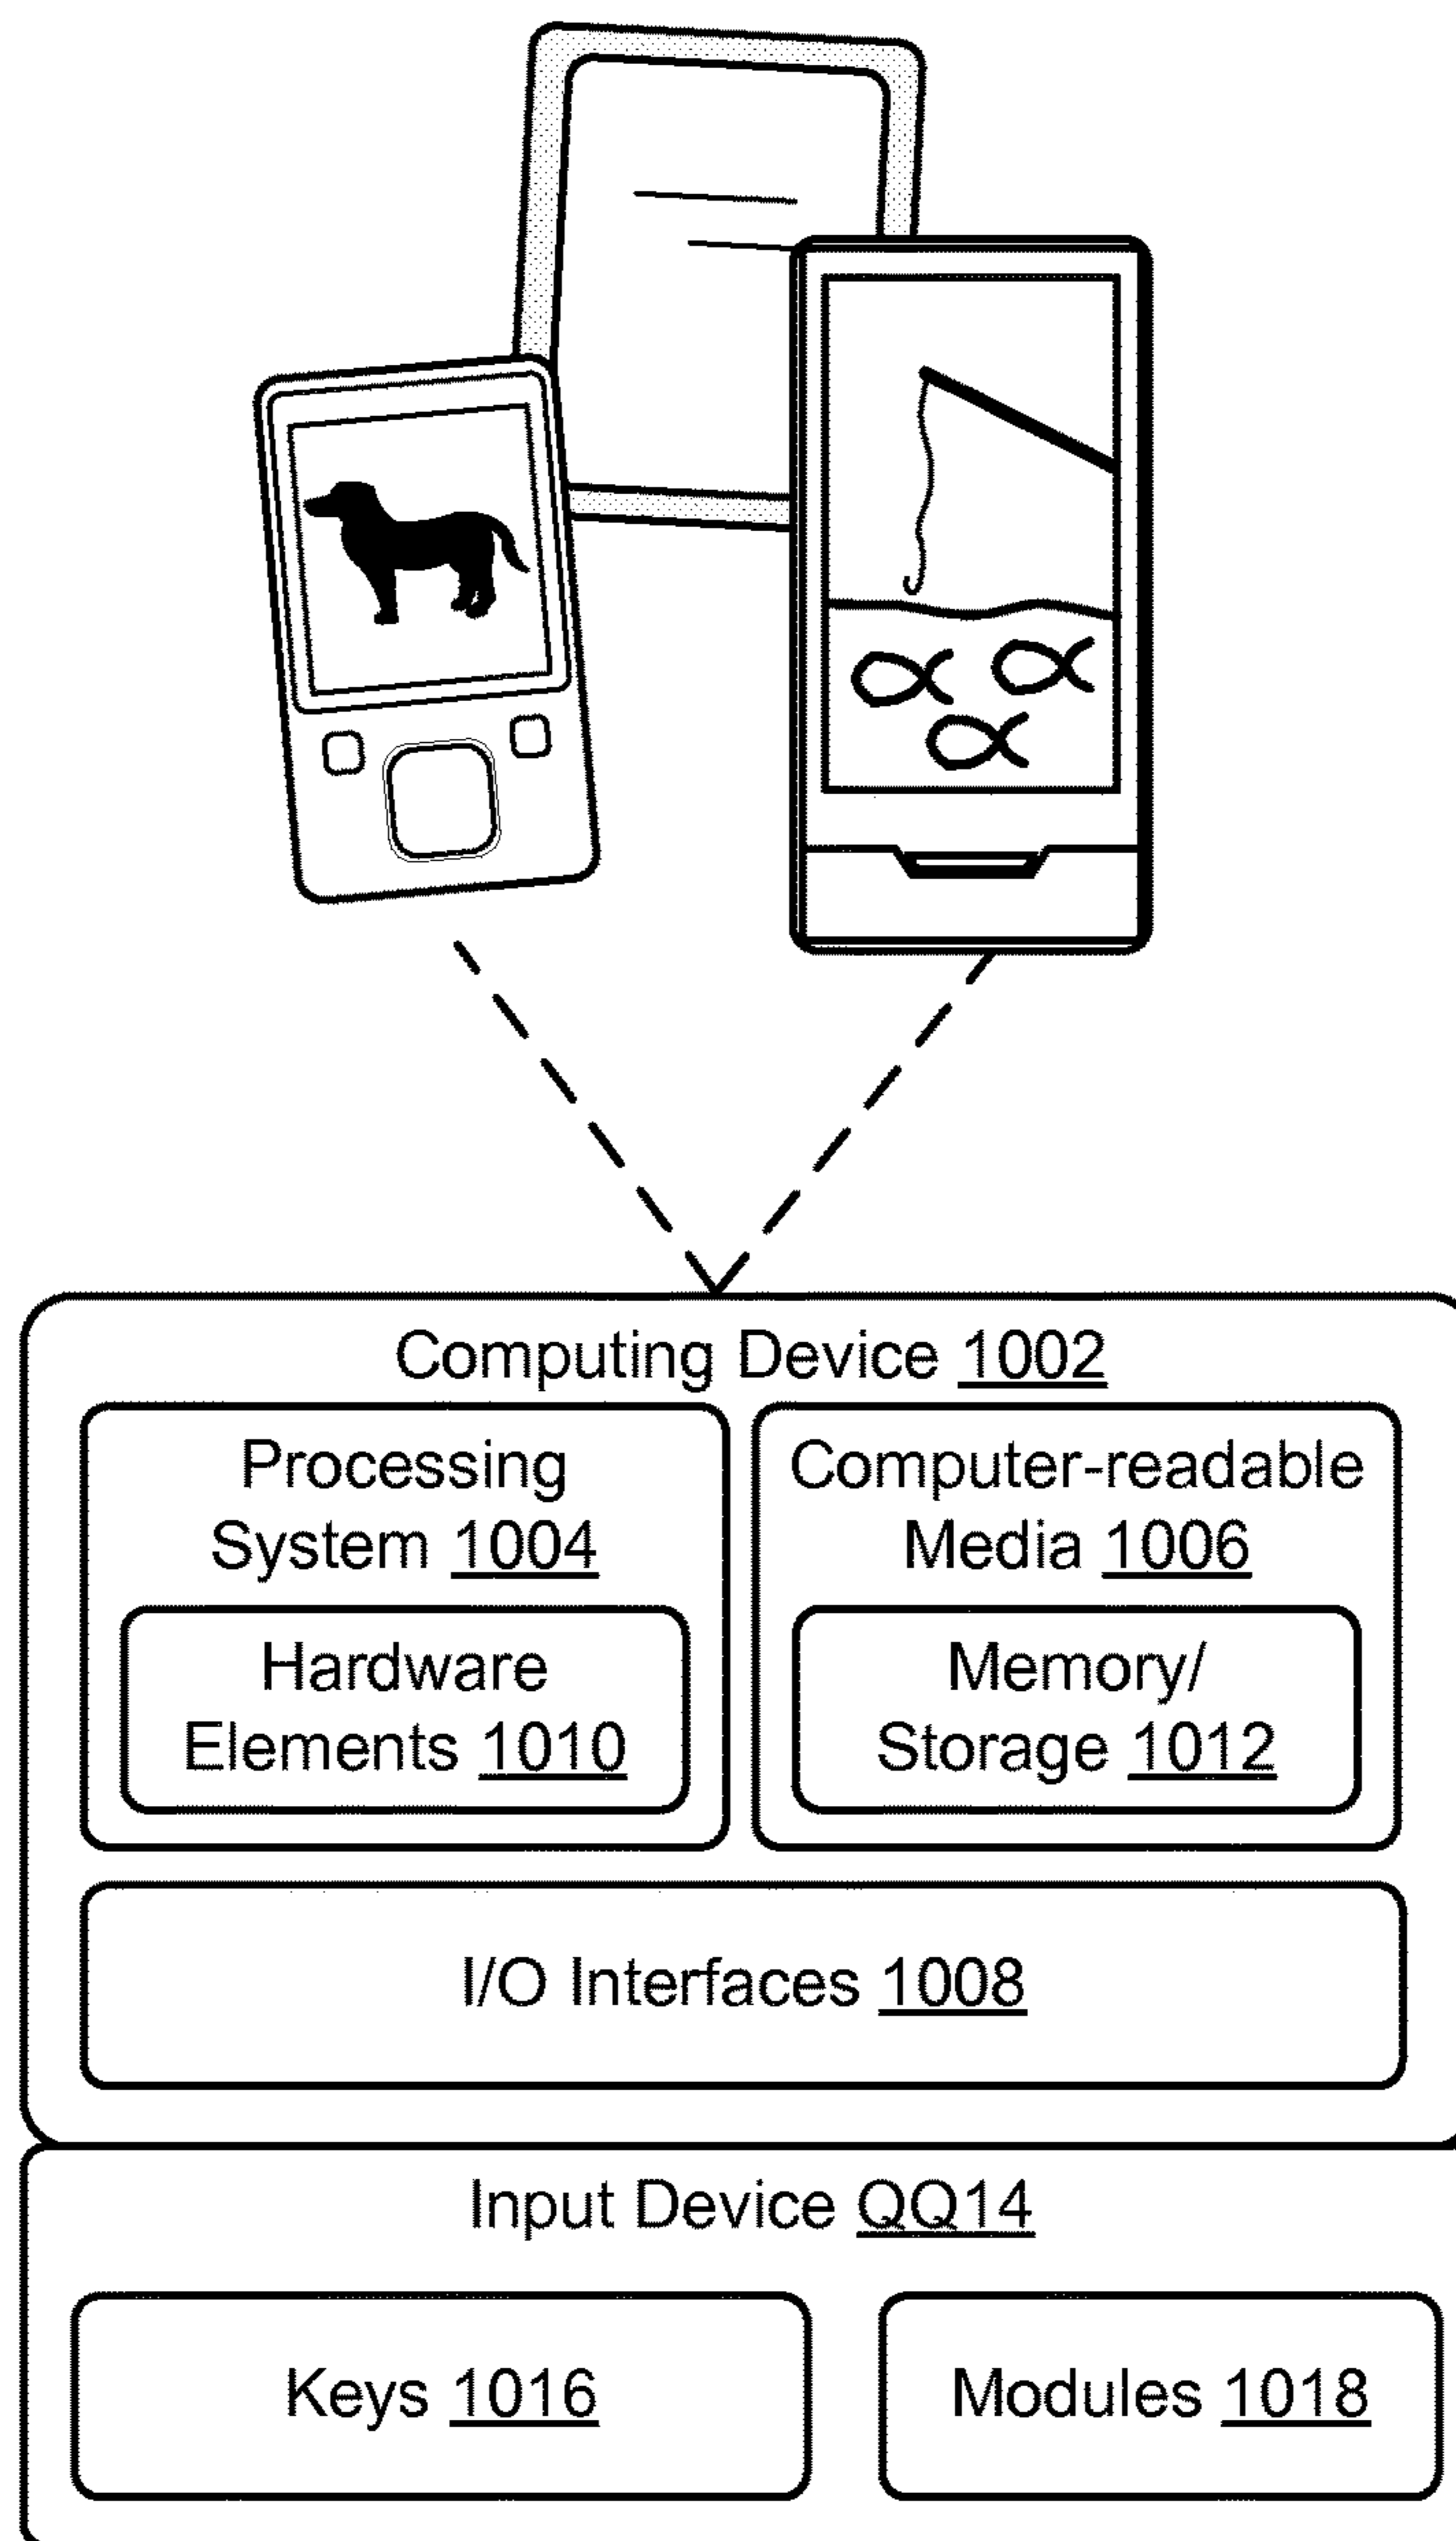 Computing Device 1002
Processing
System 1004
Hardware
Elements 1010
Computer-readable
Media 1006
Memory/
Storage 1012
I/O Interfaces 1008
Input Device QQ14
Keys 1016
Modules 1018